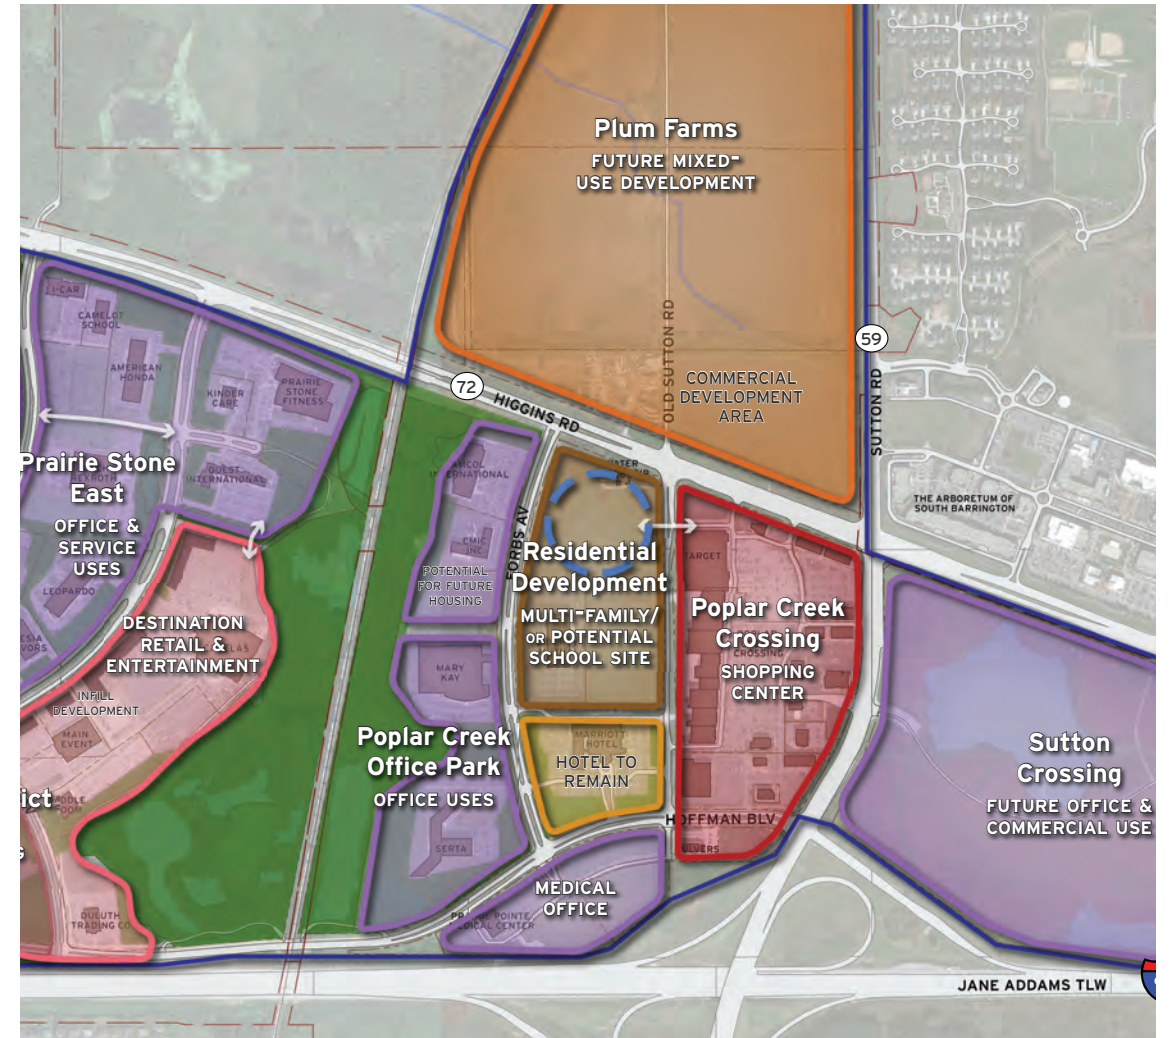 Plum Farms
FUTURE MIXED-
USE DEVELOPMENT
COMMERCIAL
DEVELOPMENT
AREA
OLD SUTTON RD
59
SUTTON RD
72
HIGGINS RD
THE ARBORETUM OF
SOUTH BARRINGTON
I-CAR
CAMELOT
SCHOOL
AMERICAN
HONDA
KINDER
CARE
PRAIRIE
STONE
FITNESS
Prairie Stone
East
OFFICE &
SERVICE
USES
QUEST
INTERNATIONAL
LEOPARDO
DESTINATION
RETAIL &
ENTERTAINMENT
INFILL
DEVELOPMENT
MAIN
EVENT
DULUTH
TRADING CO
AMCOL
INTERNATIONAL
CMIC
INC
POTENTIAL
FOR FUTURE
HOUSING
FORBS AV
MARY
KAY
Poplar Creek
Office Park
OFFICE USES
SERTA
Residential
Development
MULTI-FAMILY/
OR POTENTIAL
SCHOOL SITE
MARRIOTT
HOTEL
HOTEL TO
REMAIN
TARGET
Poplar Creek
Crossing
CROSSING
SHOPPING
CENTER
HOFFMAN BLV
MEDICAL
OFFICE
Sutton
Crossing
FUTURE OFFICE &
COMMERCIAL USE
JANE ADDAMS TLW